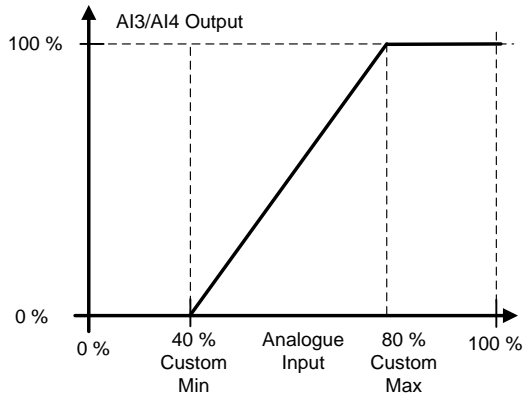 AI3/AI4 Output
100 %
0 %
0 %
40 %
Custom
Min
Analogue
Input
80 %
Custom
Max
100 %